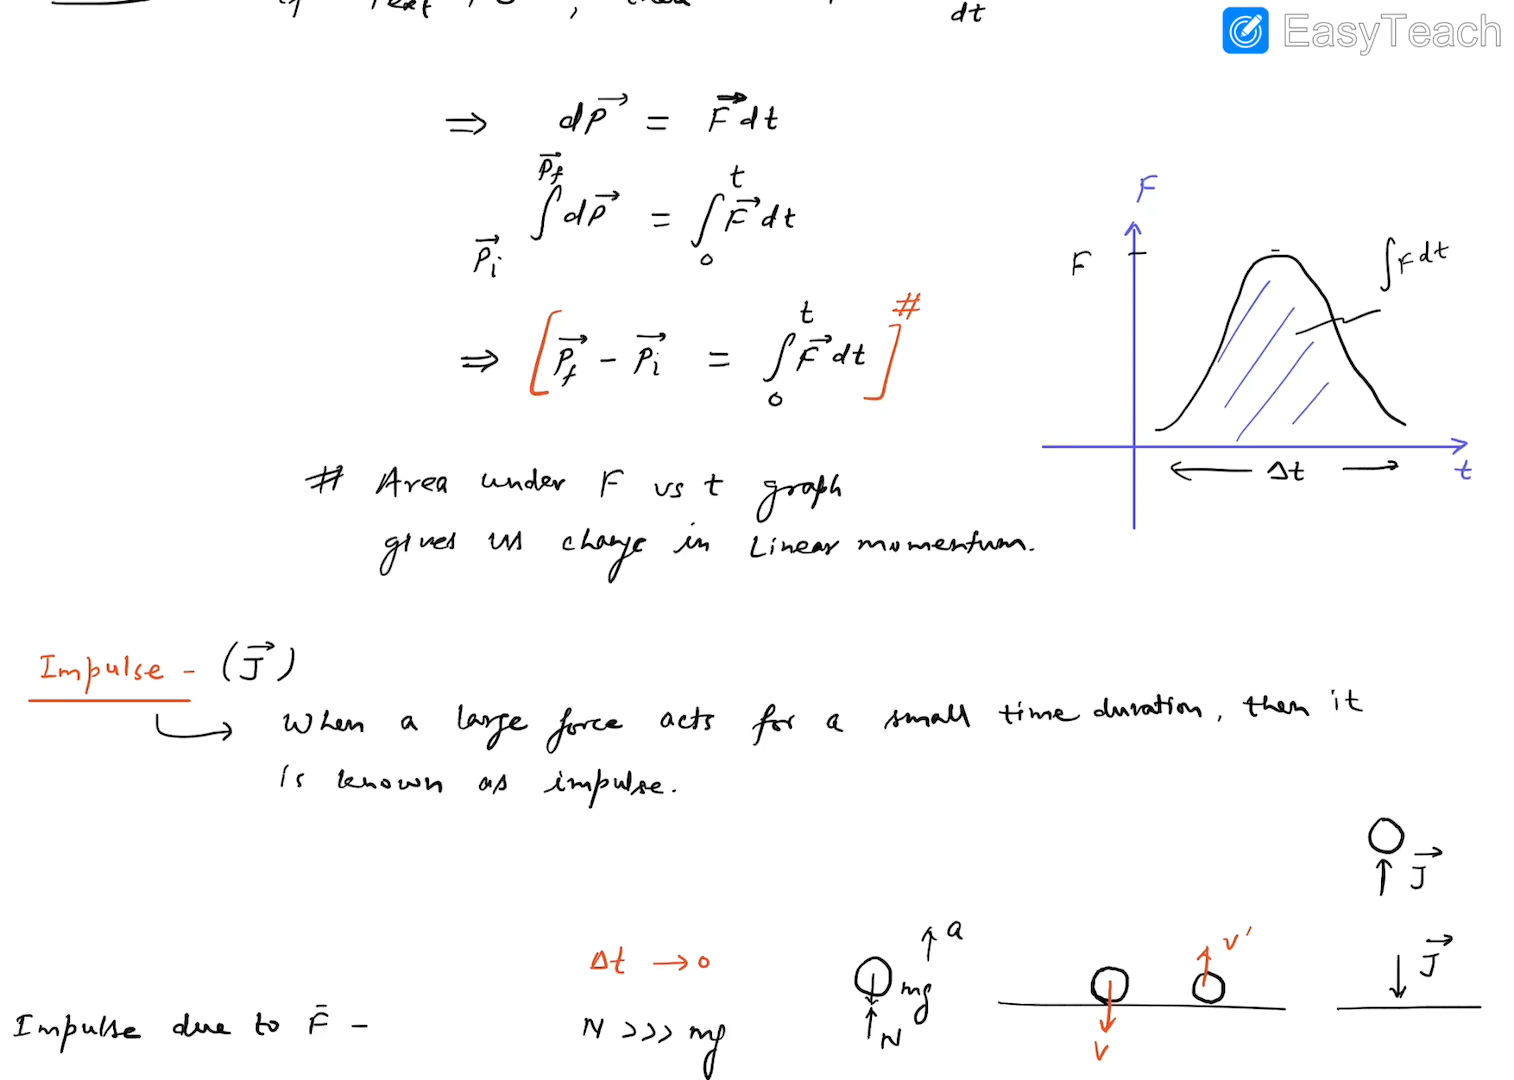 dt
EasyTeach
⇒ dP⃗ = F⃗ dt
∫_{P⃗i}^{P⃗f} dP⃗ = ∫_0^t F⃗ dt
⇒ [P⃗f - P⃗i = ∫_0^t F⃗ dt]#
# Area under F vs t graph
gives us change in Linear momentum.
F
F
∫F dt
Δt
t
Impulse - (J⃗)
When a large force acts for a small time duration, then it
is known as impulse.
J⃗
Δt → 0
a
mg
N
v
v'
J⃗
Impulse due to F̄ -
N >>> mg